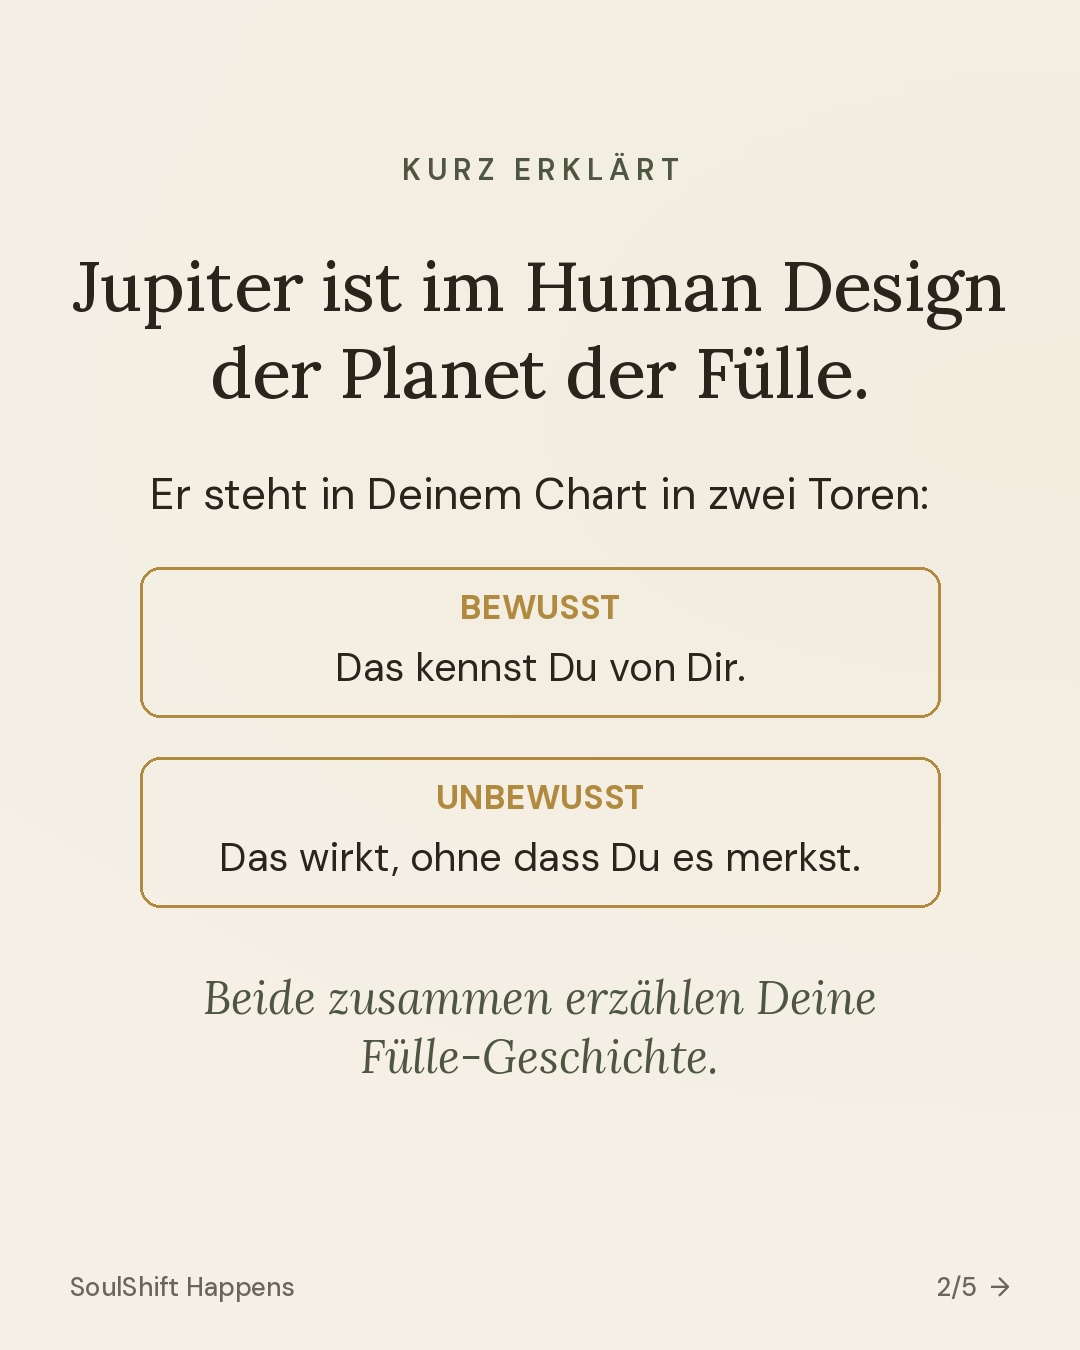 KURZ ERKLÄRT
Jupiter ist im Human Design
der Planet der Fülle.
Er steht in Deinem Chart in zwei Toren:
BEWUSST
Das kennst Du von Dir.
UNBEWUSST
Das wirkt, ohne dass Du es merkst.
Beide zusammen erzählen Deine
Fülle-Geschichte.
SoulShift Happens
2/5 →